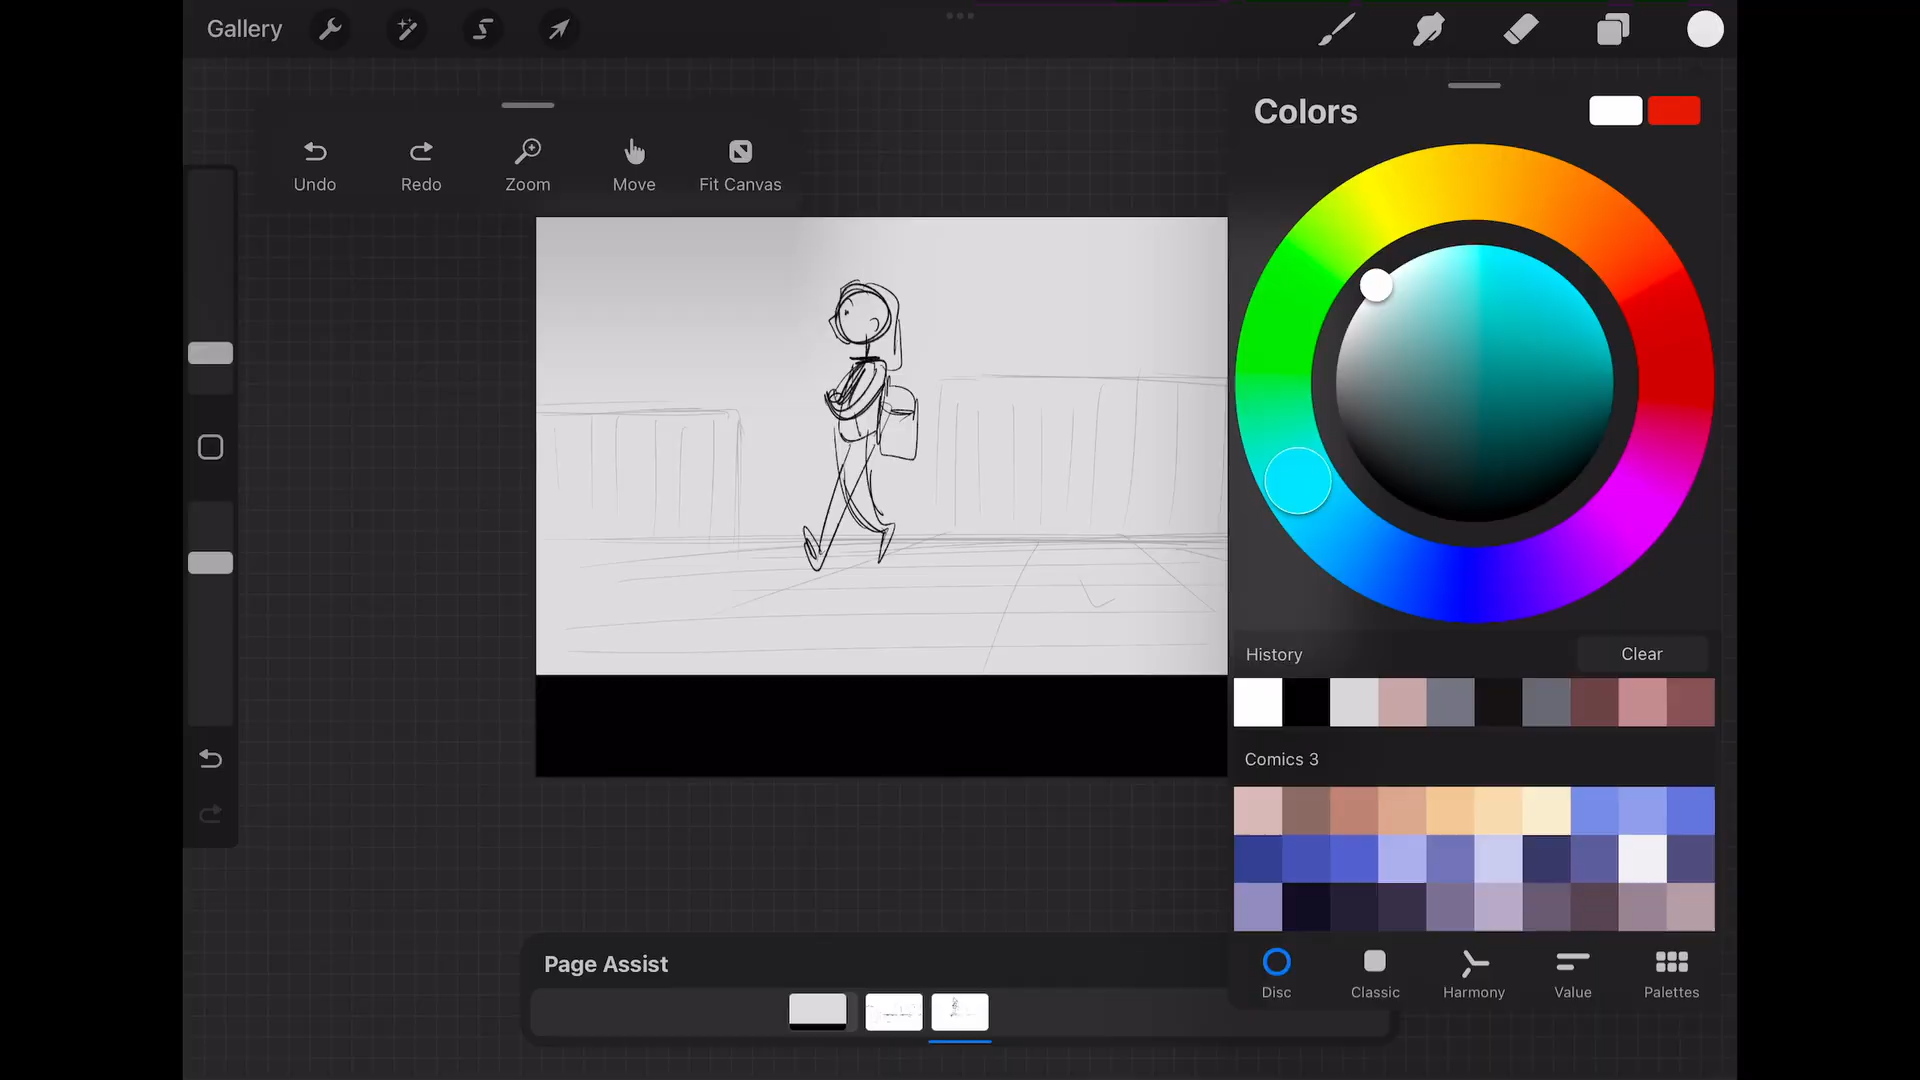 Gallery
Colors
Undo
Redo
Zoom
Move
Fit Canvas
History
Clear
Comics 3
Page Assist
Disc
Classic
Harmony
Value
Palettes